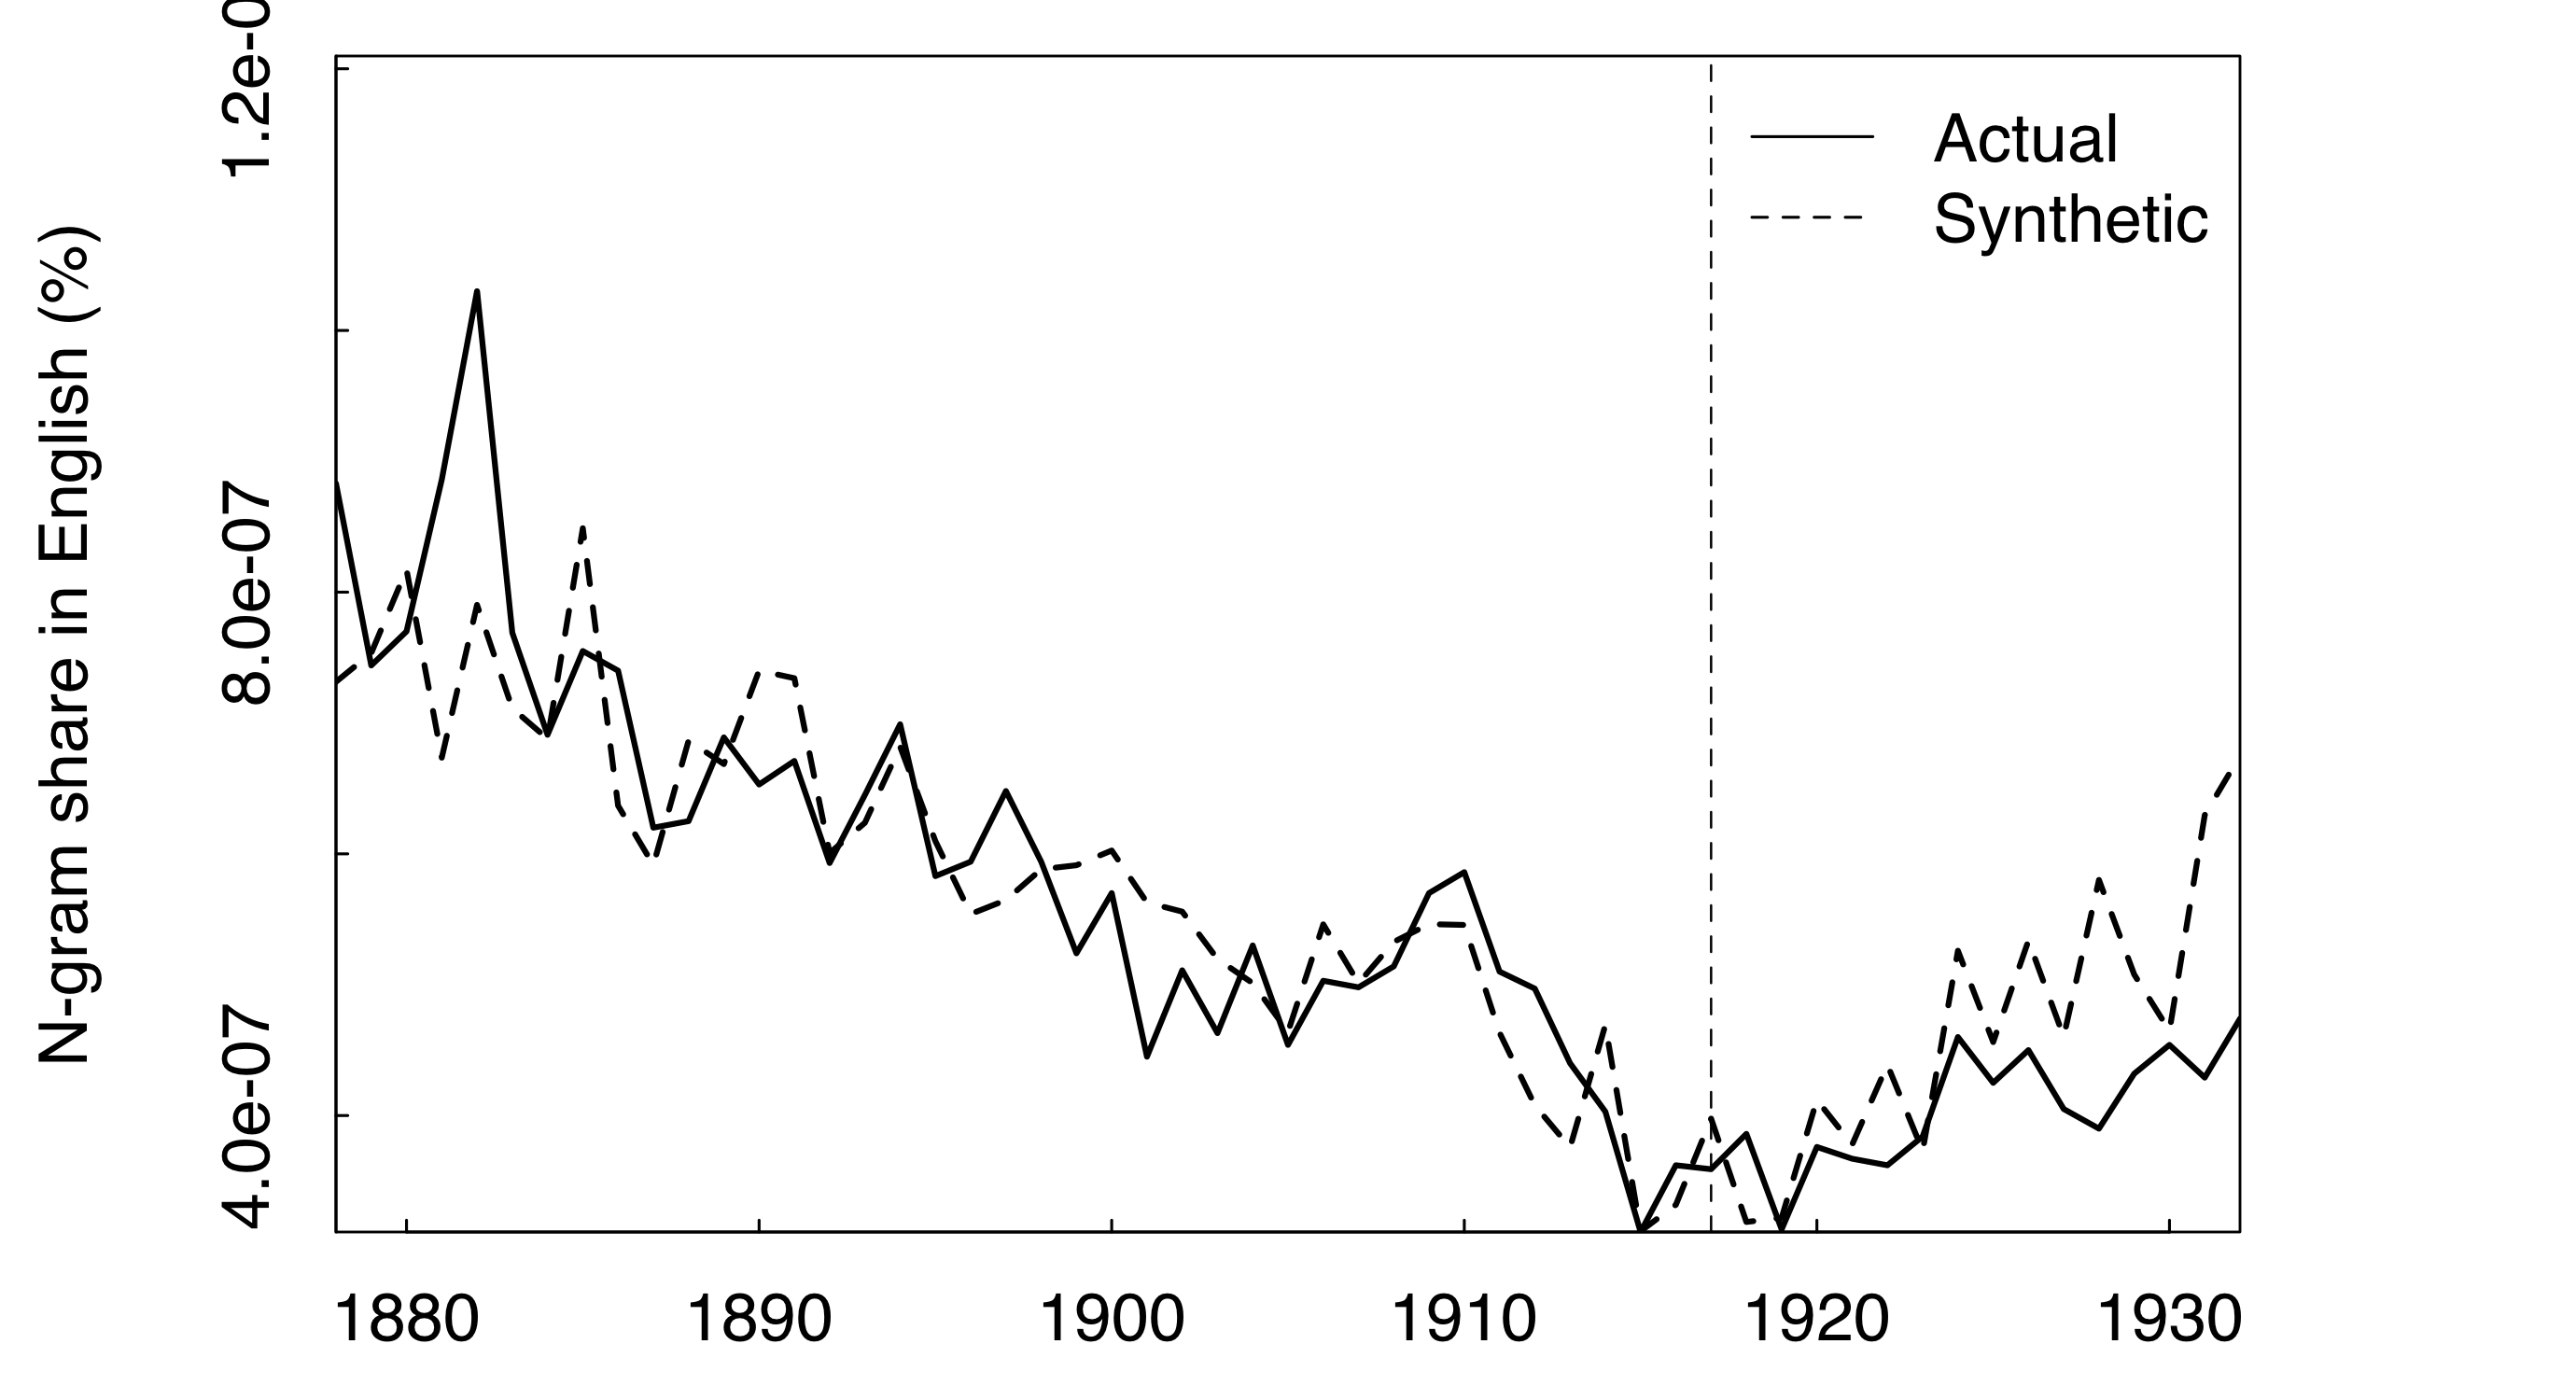 N-gram share in English (%)
1.2e-0
8.0e-07
4.0e-07
Actual
Synthetic
1880 1890 1900 1910 1920 1930